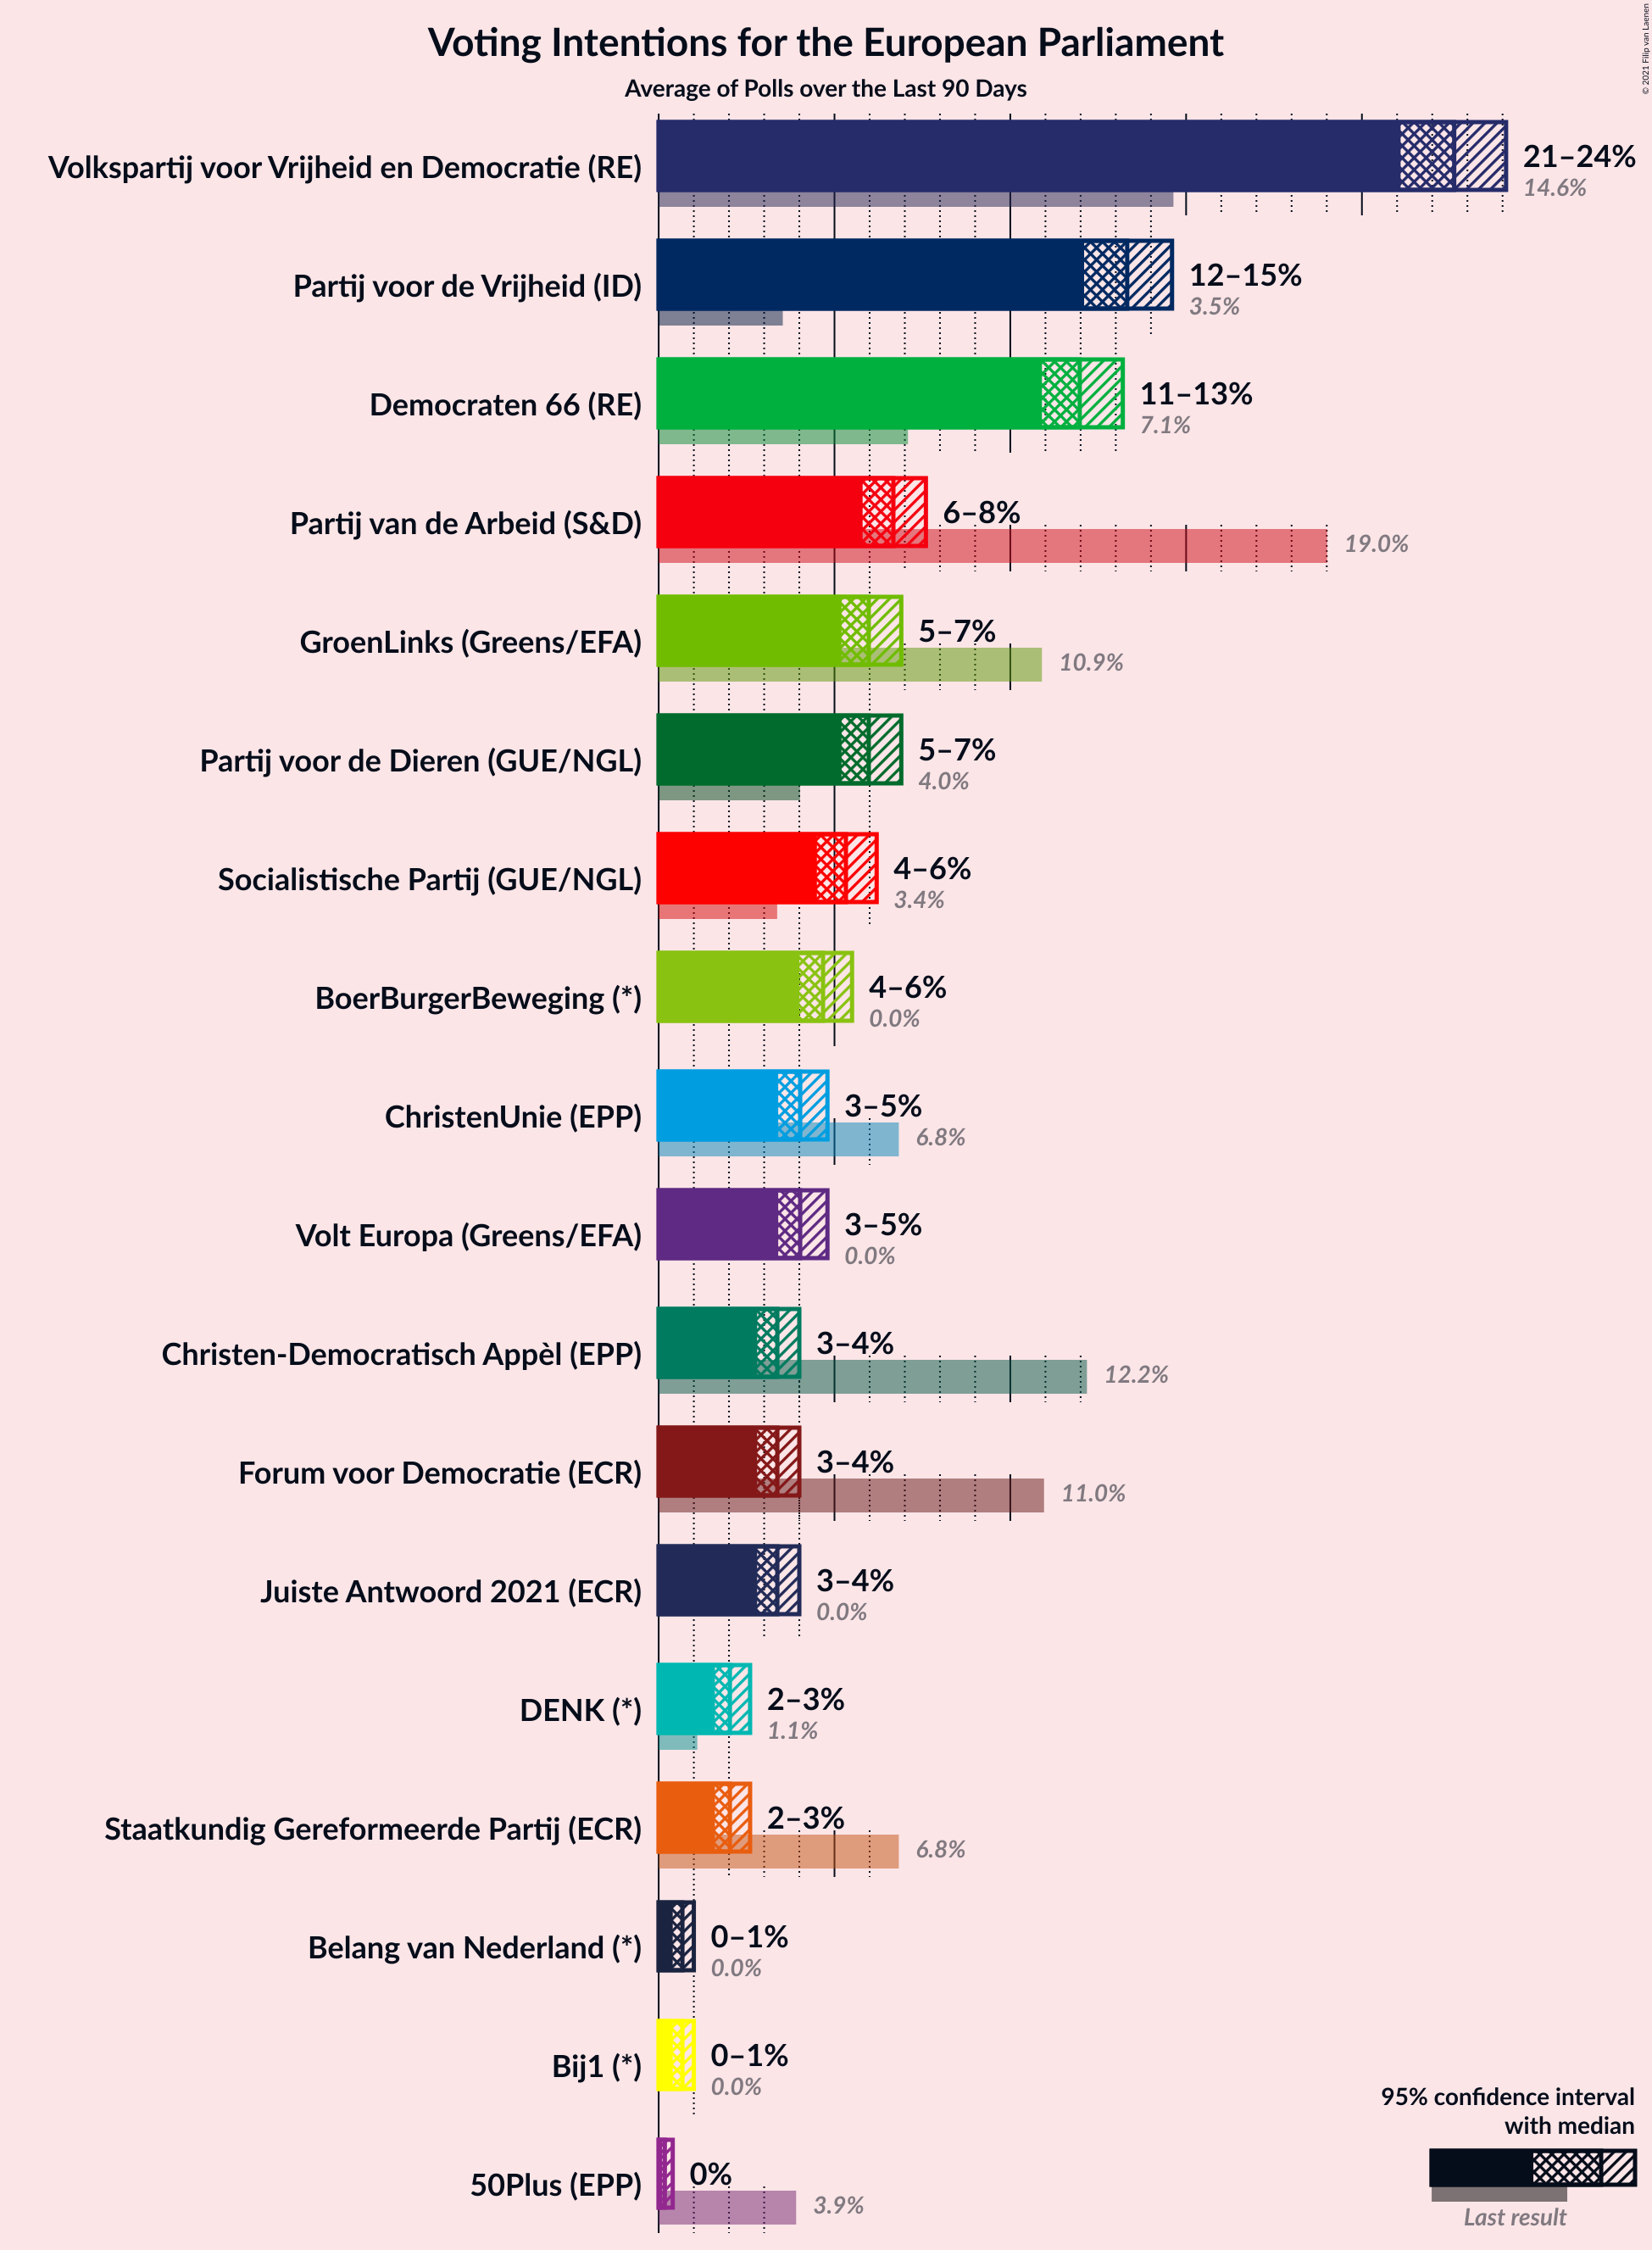 © 2021 Filip van Laenen
Voting Intentions for the European Parliament
Average of Polls over the Last 90 Days
Volkspartij voor Vrijheid en Democratie (RE)
21–24%
14.6%
Partij voor de Vrijheid (ID)
12–15%
3.5%
Democraten 66 (RE)
11–13%
7.1%
Partij van de Arbeid (S&D)
6–8%
19.0%
GroenLinks (Greens/EFA)
5–7%
10.9%
Partij voor de Dieren (GUE/NGL)
5–7%
4.0%
Socialistische Partij (GUE/NGL)
4–6%
3.4%
BoerBurgerBeweging (*)
4–6%
0.0%
ChristenUnie (EPP)
3–5%
6.8%
Volt Europa (Greens/EFA)
3–5%
0.0%
Christen-Democratisch Appèl (EPP)
3–4%
12.2%
Forum voor Democratie (ECR)
3–4%
11.0%
Juiste Antwoord 2021 (ECR)
3–4%
0.0%
DENK (*)
2–3%
1.1%
Staatkundig Gereformeerde Partij (ECR)
2–3%
6.8%
Belang van Nederland (*)
0–1%
0.0%
Bij1 (*)
0–1%
0.0%
50Plus (EPP)
0%
3.9%
95% confidence interval
with median
Last result